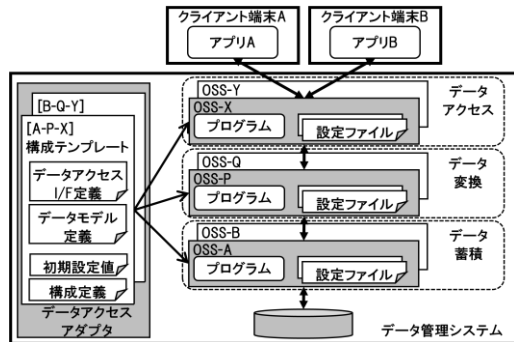 クライアント端末A
アプリA
クライアント端末B
アプリB
[B-Q-Y]
[A-P-X]
構成テンプレート
データアクセス
I/F定義
データモデル
定義
初期設定値
構成定義
データアクセス
アダプタ
OSS-Y
OSS-X
プログラム
設定ファイル
データ
アクセス
OSS-Q
OSS-P
プログラム
設定ファイル
データ
変換
OSS-B
OSS-A
プログラム
設定ファイル
データ
蓄積
データ管理システム